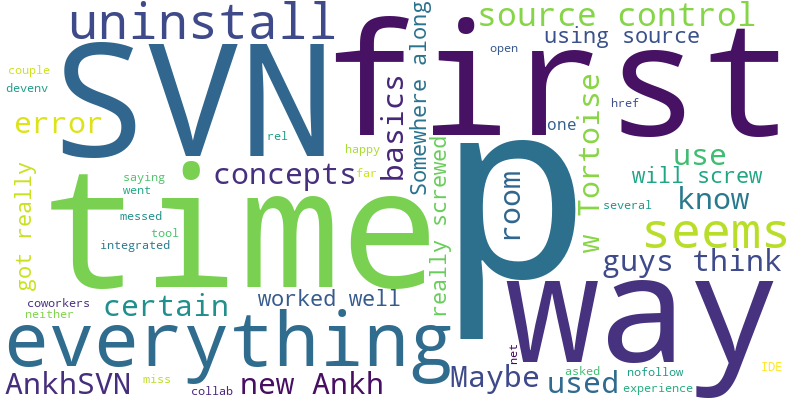 uninstall
SVN
first
source control
using source
open
couple
devenv
error
basics
Somewhere along
w Tortoise
one
href
rel
happy
far
concepts
use
will screw
know
several
time
p
room
saying
went
messed
tool
integrated
got really
really screwed
seems
guys think
way
coworkers
neither
certain
worked well
everything
AnkhSVN
miss
collab
new Ankh
Maybe
net
used
asked
nofollow
experience
IDE